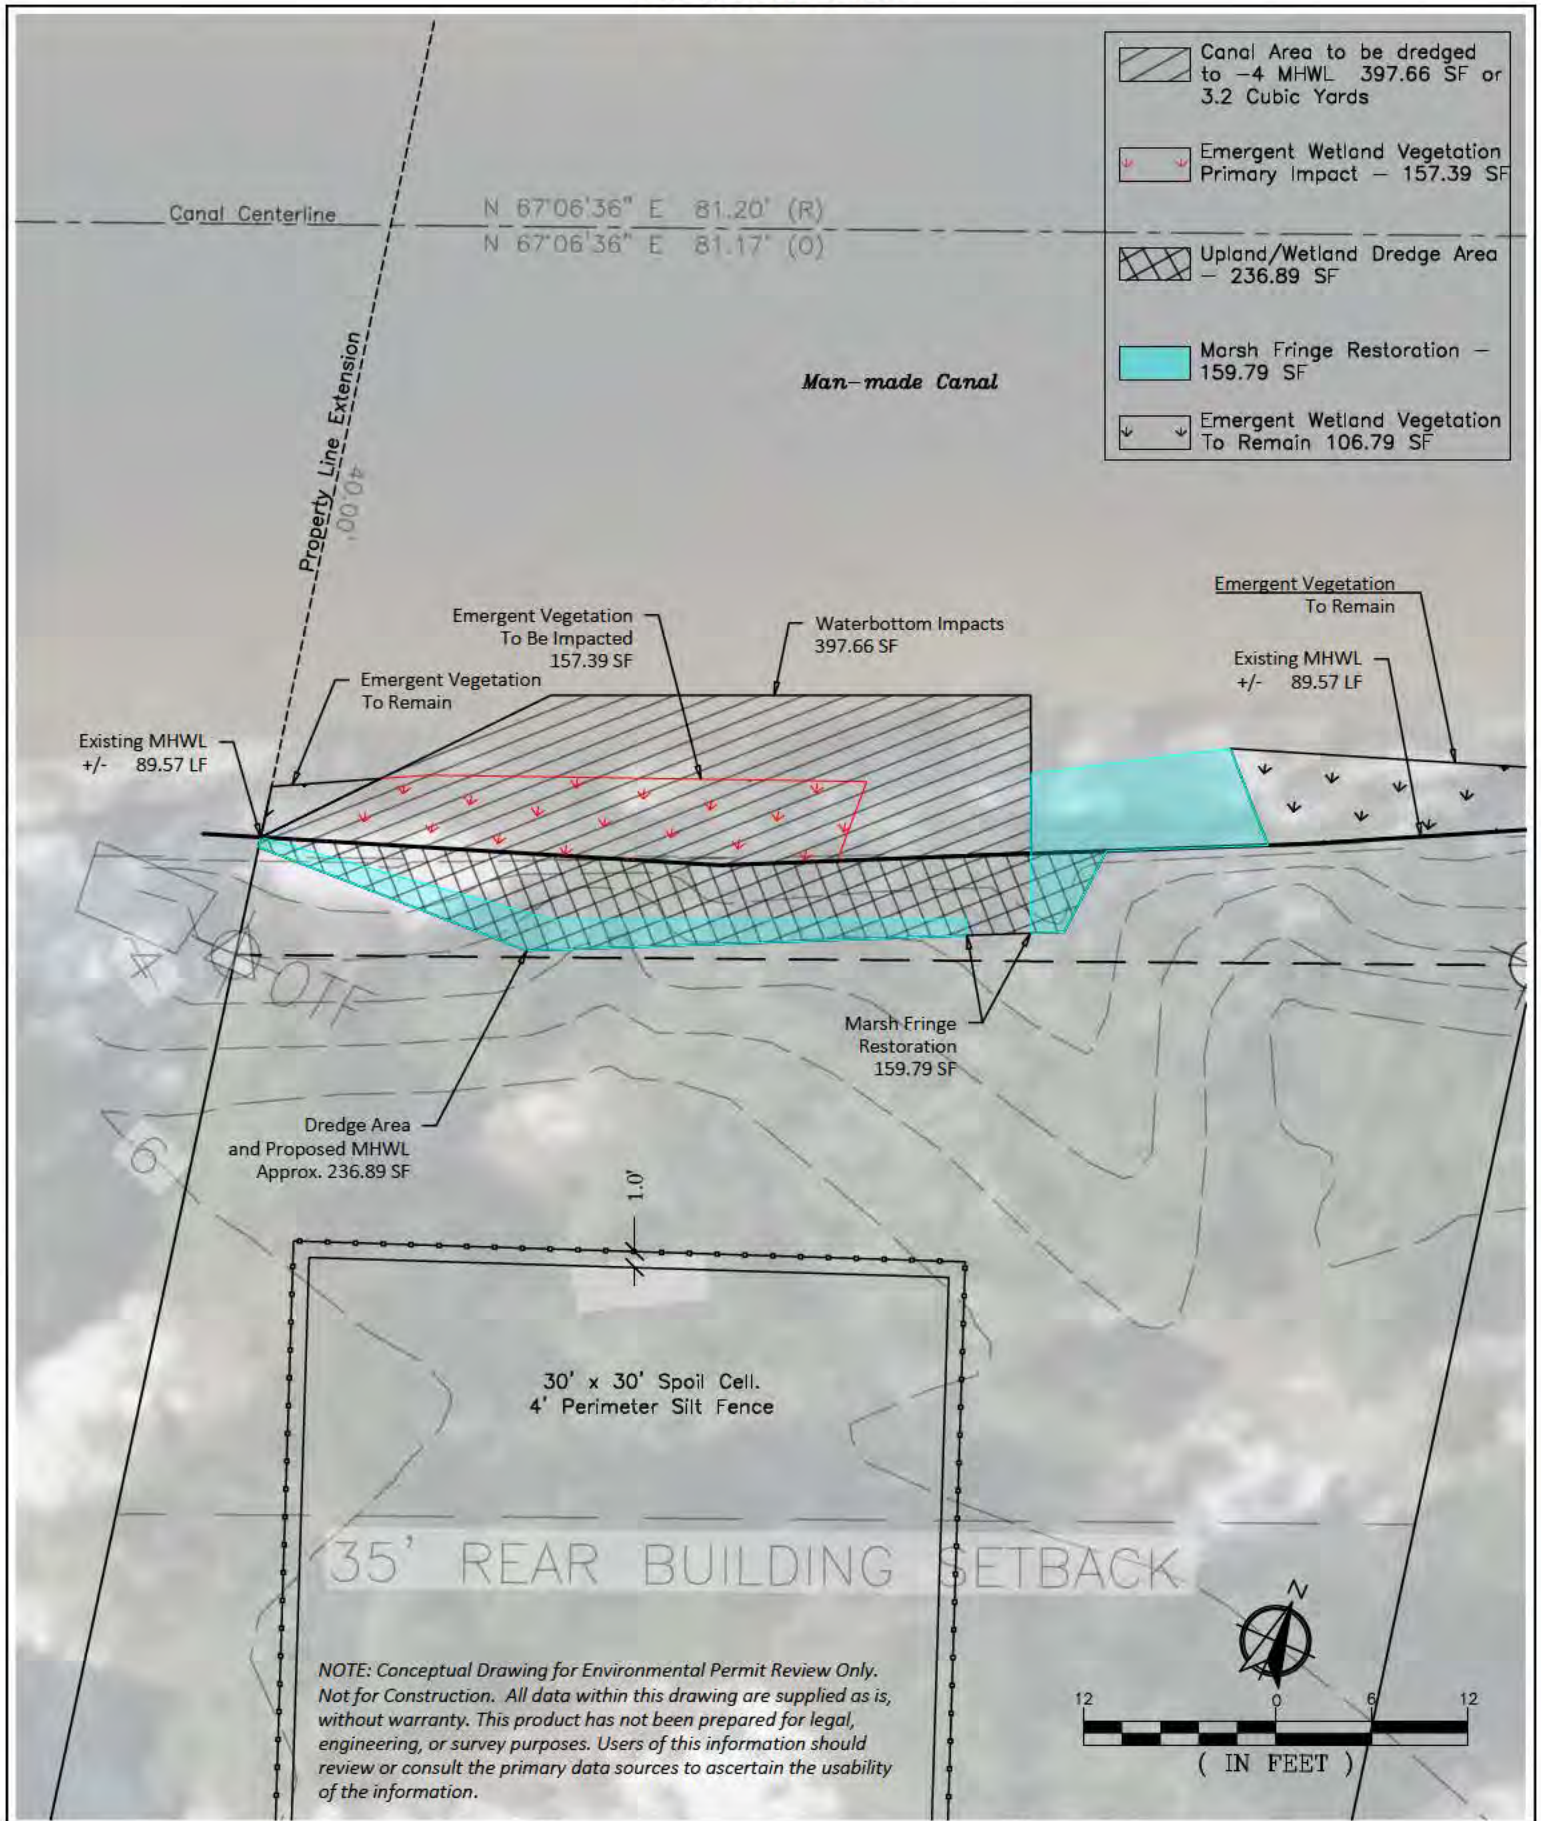 Canal Area to be dredged
to -4 MHWL 397.66 SF or
3.2 Cubic Yards
Emergent Wetland Vegetation
Primary Impact - 157.39 SF
Upland/Wetland Dredge Area
- 236.89 SF
Marsh Fringe Restoration -
159.79 SF
Emergent Wetland Vegetation
To Remain 106.79 SF
Canal Centerline
N 67°06'36" E 81.20' (R)
N 67°06'36" E 81.17' (O)
Man-made Canal
Property Line Extension
40.00'
Emergent Vegetation
To Be Impacted
157.39 SF
Waterbottom Impacts
397.66 SF
Emergent Vegetation
To Remain
Emergent Vegetation
To Remain
Existing MHWL
+/- 89.57 LF
Existing MHWL
+/- 89.57 LF
4
Marsh Fringe
Restoration
159.79 SF
Dredge Area
and Proposed MHWL
Approx. 236.89 SF
6
1.0'
30' x 30' Spoil Cell.
4' Perimeter Silt Fence
35' REAR BUILDING SETBACK
NOTE: Conceptual Drawing for Environmental Permit Review Only.
Not for Construction. All data within this drawing are supplied as is,
without warranty. This product has not been prepared for legal,
engineering, or survey purposes. Users of this information should
review or consult the primary data sources to ascertain the usability
of the information.
N
12 0 6 12
( IN FEET )